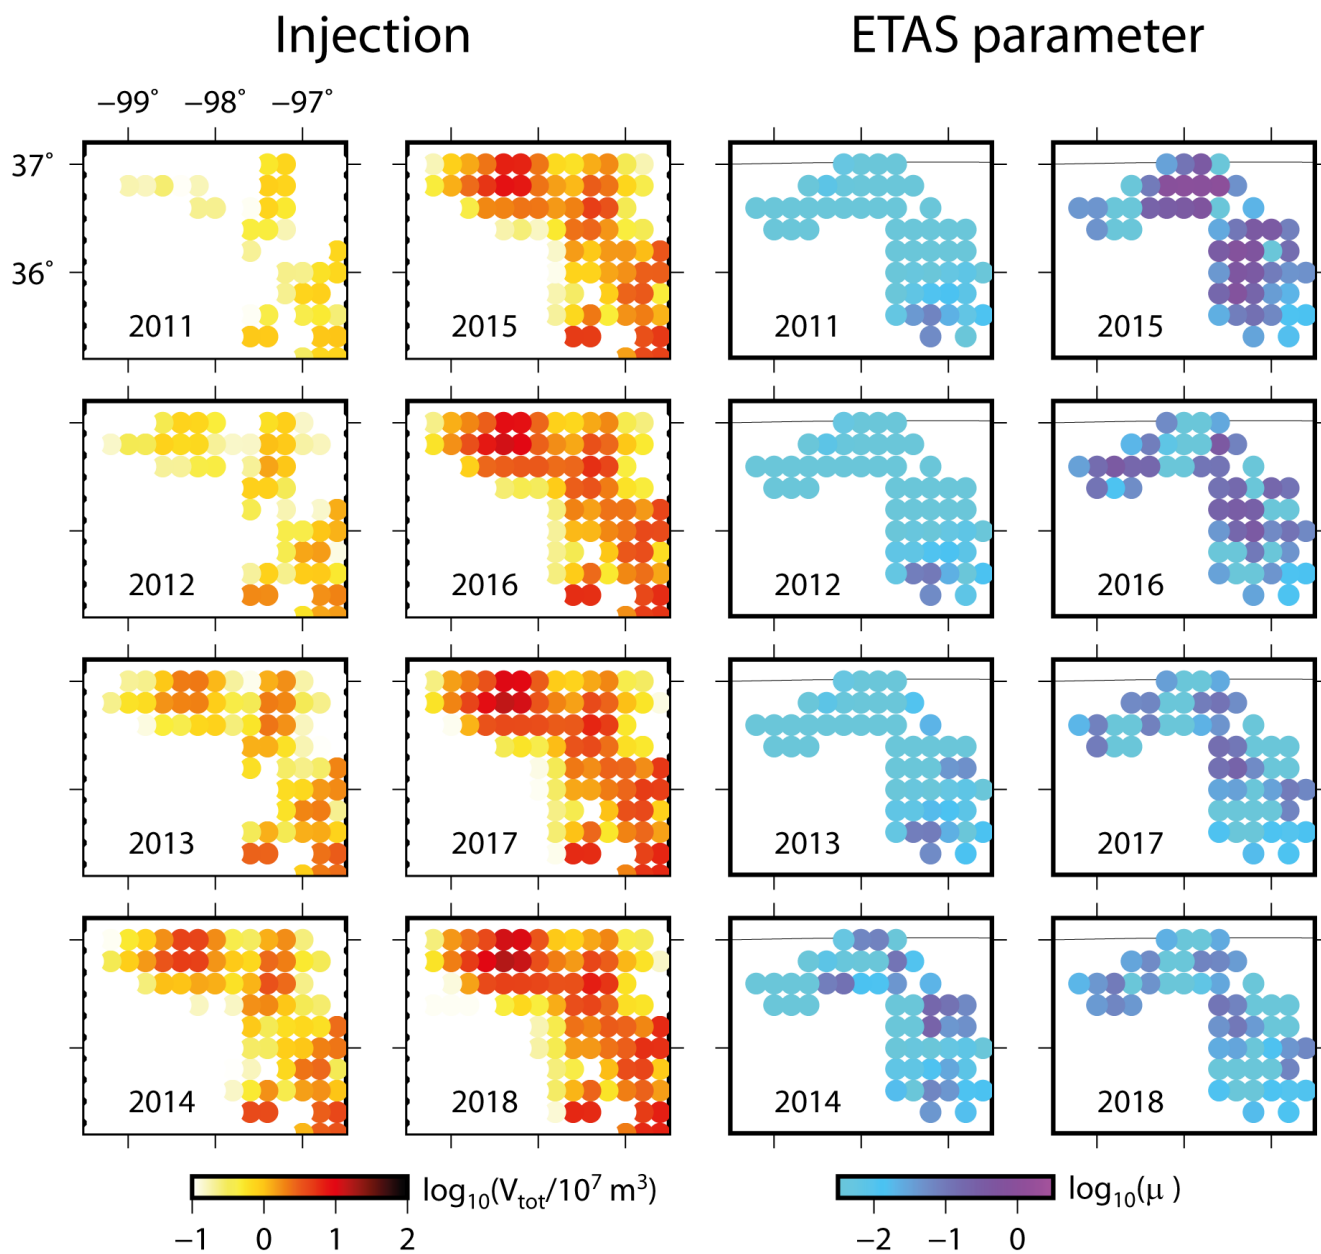 Injection ETAS parameter
−99° −98° −97°
37°
36°
2011 2015 2011 2015
2012 2016 2012 2016
2013 2017 2013 2017
2014 2018 2014 2018
log10(Vtot/10⁷ m³) log10(μ )
−1 0 1 2 −2 −1 0